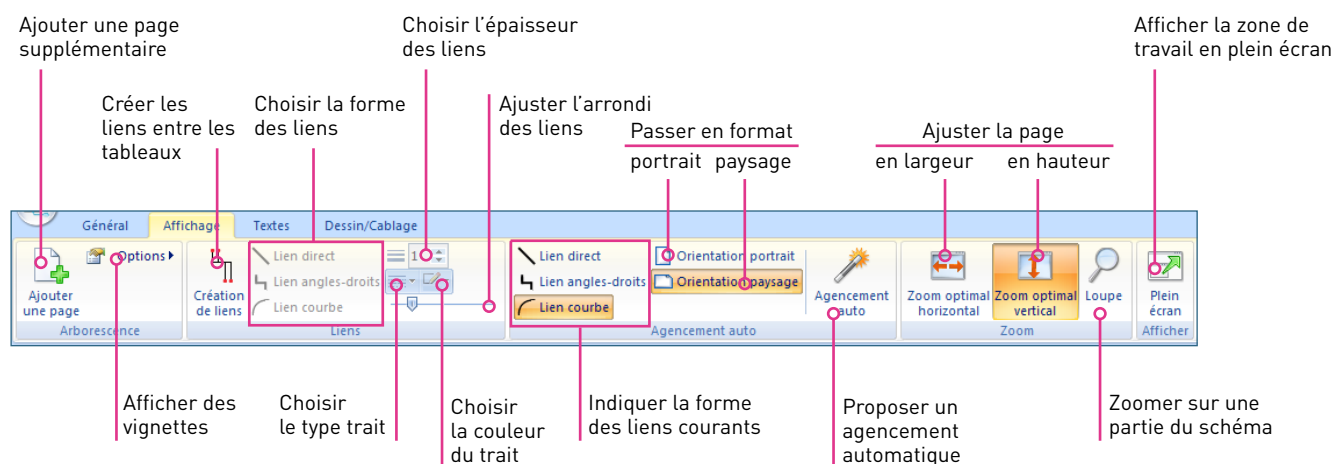 Ajouter une page
supplémentaire
Choisir l'épaisseur
des liens
Afficher la zone de
travail en plein écran
Créer les
liens entre les
tableaux
Choisir la forme
des liens
Ajuster l'arrondi
des liens
Passer en format
portrait paysage
Ajuster la page
en largeur en hauteur
Général Affichage Textes Dessin/Cablage
Ajouter
une page
Options
Arborescence
Création
de liens
Lien direct
Lien angles-droits
Lien courbe
1
Liens
Lien direct
Lien angles-droits
Lien courbe
Orientation portrait
Orientation paysage
Agencement
auto
Agencement auto
Zoom optimal
horizontal
Zoom optimal
vertical
Loupe
Zoom
Plein
écran
Afficher
Afficher des
vignettes
Choisir
le type trait
Choisir
la couleur
du trait
Indiquer la forme
des liens courants
Proposer un
agencement
automatique
Zoomer sur une
partie du schéma